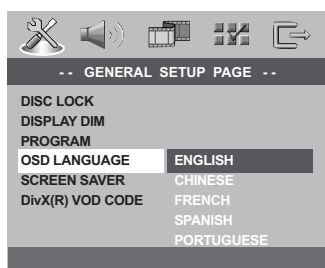 -- GENERAL SETUP PAGE --
DISC LOCK
DISPLAY DIM
PROGRAM
OSD LANGUAGE ENGLISH
SCREEN SAVER CHINESE
DivX(R) VOD CODE FRENCH
SPANISH
PORTUGUESE